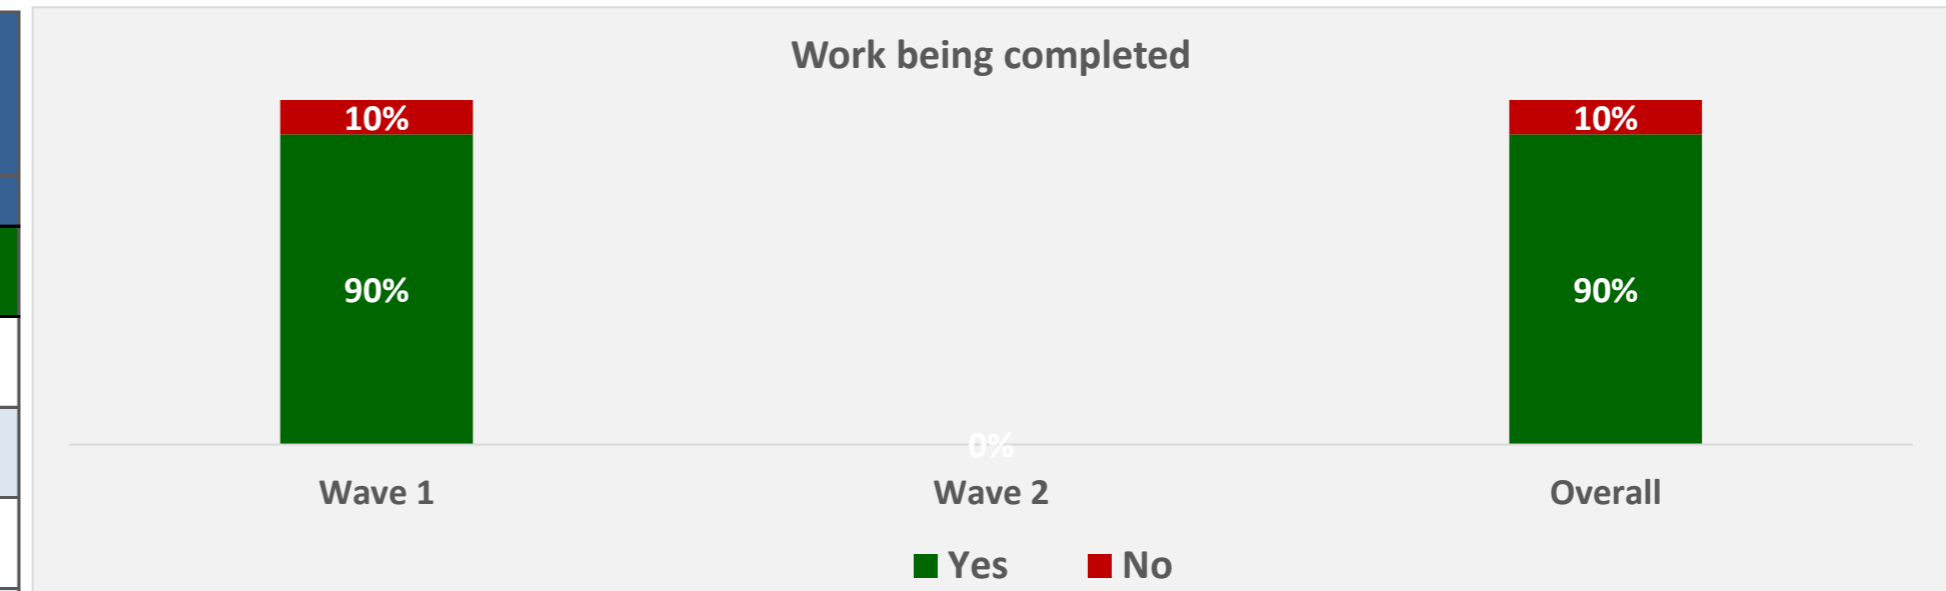 Work being completed
10% 10%
90% 90%
0%
Wave 1 Wave 2 Overall
Yes No